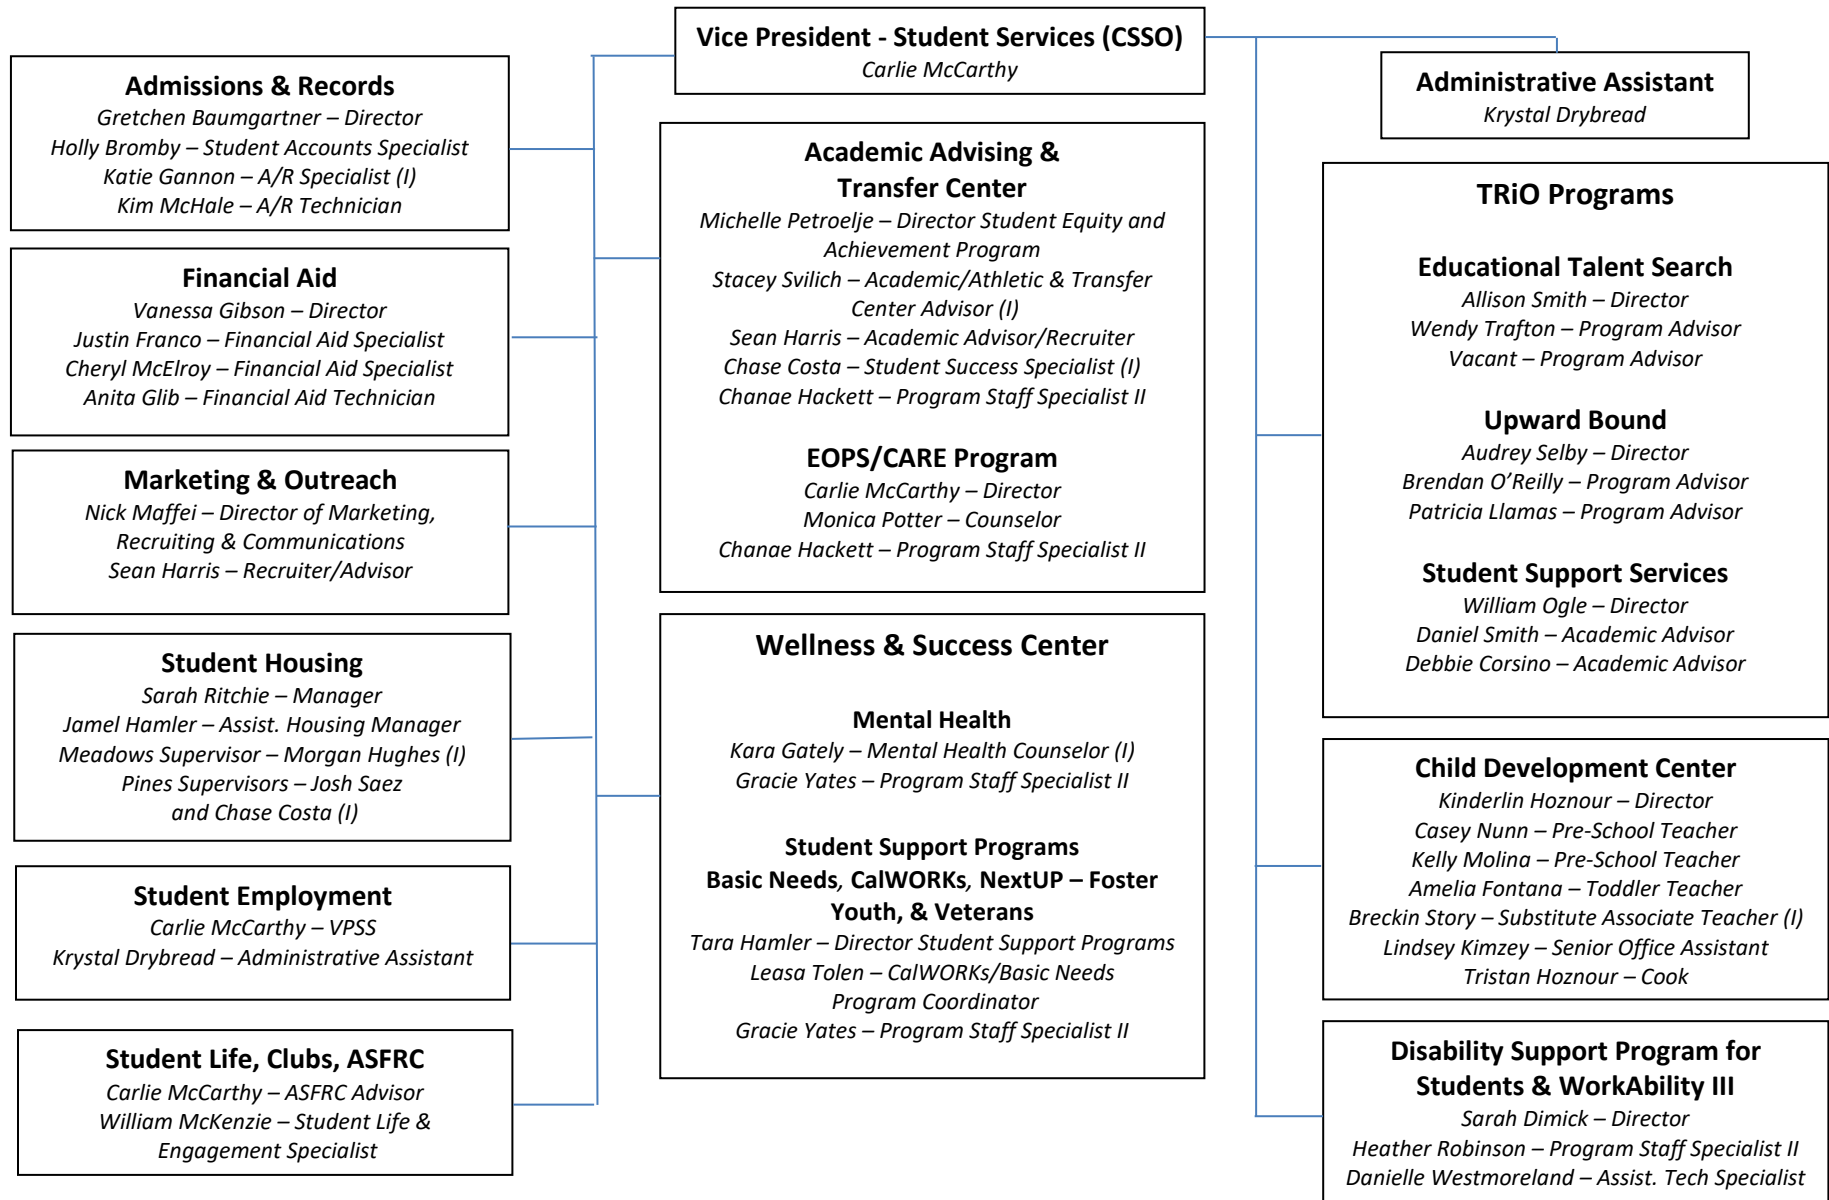 Vice President - Student Services (CSSO)
Carlie McCarthy
Administrative Assistant
Krystal Drybread
Admissions & Records
Gretchen Baumgartner – Director
Holly Bromby – Student Accounts Specialist
Katie Gannon – A/R Specialist (I)
Kim McHale – A/R Technician
Financial Aid
Vanessa Gibson – Director
Justin Franco – Financial Aid Specialist
Cheryl McElroy – Financial Aid Specialist
Anita Glib – Financial Aid Technician
Marketing & Outreach
Nick Maffei – Director of Marketing,
Recruiting & Communications
Sean Harris – Recruiter/Advisor
Student Housing
Sarah Ritchie – Manager
Jamel Hamler – Assist. Housing Manager
Meadows Supervisor – Morgan Hughes (I)
Pines Supervisors – Josh Saez
and Chase Costa (I)
Student Employment
Carlie McCarthy – VPSS
Krystal Drybread – Administrative Assistant
Student Life, Clubs, ASFRC
Carlie McCarthy – ASFRC Advisor
William McKenzie – Student Life &
Engagement Specialist
Academic Advising &
Transfer Center
Michelle Petroelje – Director Student Equity and
Achievement Program
Stacey Svilich – Academic/Athletic & Transfer
Center Advisor (I)
Sean Harris – Academic Advisor/Recruiter
Chase Costa – Student Success Specialist (I)
Chanae Hackett – Program Staff Specialist II
EOPS/CARE Program
Carlie McCarthy – Director
Monica Potter – Counselor
Chanae Hackett – Program Staff Specialist II
Wellness & Success Center
Mental Health
Kara Gately – Mental Health Counselor (I)
Gracie Yates – Program Staff Specialist II
Student Support Programs
Basic Needs, CalWORKs, NextUP – Foster
Youth, & Veterans
Tara Hamler – Director Student Support Programs
Leasa Tolen – CalWORKs/Basic Needs
Program Coordinator
Gracie Yates – Program Staff Specialist II
TRiO Programs
Educational Talent Search
Allison Smith – Director
Wendy Trafton – Program Advisor
Vacant – Program Advisor
Upward Bound
Audrey Selby – Director
Brendan O’Reilly – Program Advisor
Patricia Llamas – Program Advisor
Student Support Services
William Ogle – Director
Daniel Smith – Academic Advisor
Debbie Corsino – Academic Advisor
Child Development Center
Kinderlin Hoznour – Director
Casey Nunn – Pre-School Teacher
Kelly Molina – Pre-School Teacher
Amelia Fontana – Toddler Teacher
Breckin Story – Substitute Associate Teacher (I)
Lindsey Kimzey – Senior Office Assistant
Tristan Hoznour – Cook
Disability Support Program for
Students & WorkAbility III
Sarah Dimick – Director
Heather Robinson – Program Staff Specialist II
Danielle Westmoreland – Assist. Tech Specialist